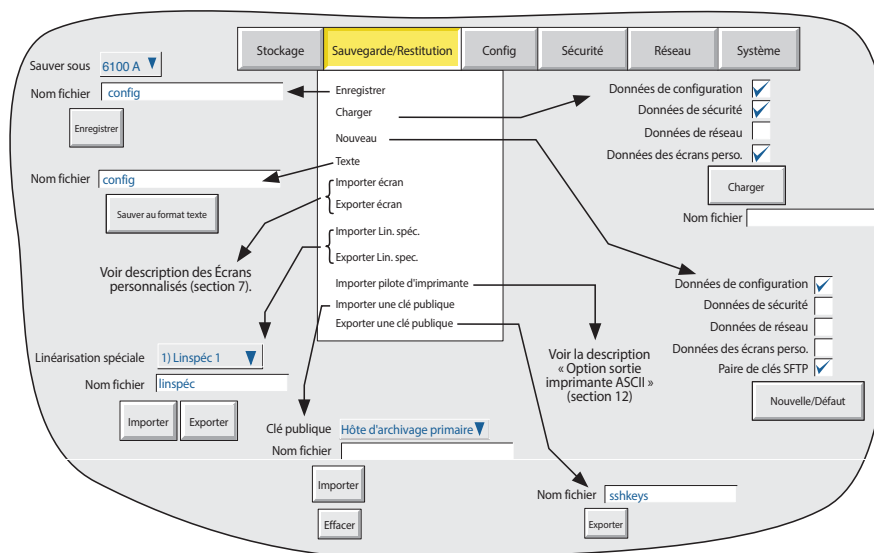 Stockage
Sauvegarde/Restitution
Config
Sécurité
Réseau
Système
Sauver sous 6100 A
Nom fichier config
Enregistrer
Nom fichier config
Sauver au format texte
Voir description des Écrans
personnalisés (section 7).
Linéarisation spéciale 1) Linspéc 1
Nom fichier linspéc
Importer
Exporter
Enregistrer
Charger
Nouveau
Texte
Importer écran
Exporter écran
Importer Lin. spéc.
Exporter Lin. spec.
Importer pilote d'imprimante
Importer une clé publique
Exporter une clé publique
Données de configuration
Données de sécurité
Données de réseau
Données des écrans perso.
Charger
Nom fichier
Données de configuration
Données de sécurité
Données de réseau
Données des écrans perso.
Paire de clés SFTP
Nouvelle/Défaut
Voir la description
« Option sortie
imprimante ASCII »
(section 12)
Clé publique Hôte d'archivage primaire
Nom fichier
Importer
Effacer
Nom fichier sshkeys
Exporter